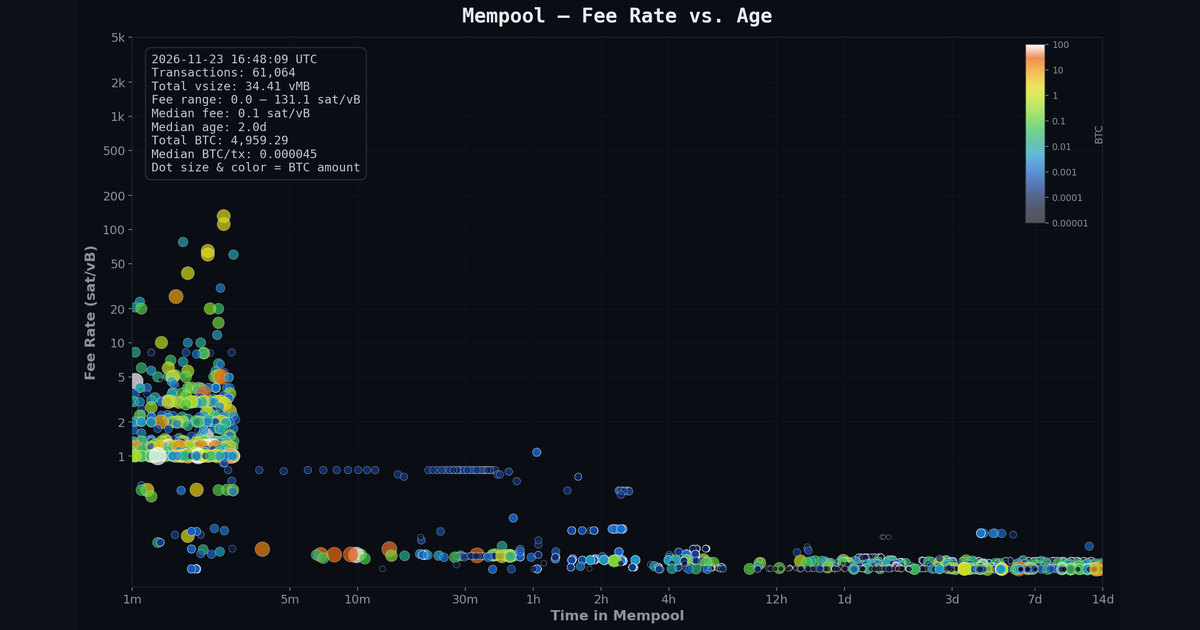 Mempool — Fee Rate vs. Age
5k
2k
1k
500
200
100
50
20
10
5
2
1
Fee Rate (sat/vB)
2026-11-23 16:48:09 UTC
Transactions: 61,064
Total vsize: 34.41 vMB
Fee range: 0.0 — 131.1 sat/vB
Median fee: 0.1 sat/vB
Median age: 2.0d
Total BTC: 4,959.29
Median BTC/tx: 0.000045
Dot size & color = BTC amount
100
10
1
0.1
0.01
0.001
0.0001
0.00001
BTC
1m
5m
10m
30m
1h
2h
4h
12h
1d
3d
7d
14d
Time in Mempool